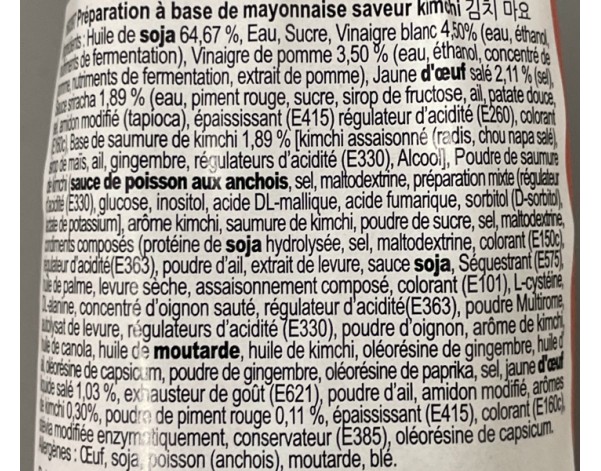 Préparation à base de mayonnaise saveur kimchi 김치 마요
Huile de soja 64,67 %, Eau, Sucre, Vinaigre blanc 4,50% (eau, éthanol,
de fermentation), Vinaigre de pomme 3,50 % (eau, éthanol, concentré de
nutriments de fermentation, extrait de pomme), Jaune d'œuf salé 2,11 % (sel),
sracha 1,89 % (eau, piment rouge, sucre, sirop de fructose, ail, patate douce,
amidon modifié (tapioca), épaississant (E415) régulateur d'acidité (E260), colorant
Base de saumure de kimchi 1,89 % [kimchi assaisonné (radis, chou napa salé),
de maïs, ail, gingembre, régulateurs d'acidité (E330), Alcool], Poudre de saumure
kimchi [sauce de poisson aux anchois, sel, maltodextrine, préparation mixte (régulateur
(E330), glucose, inositol, acide DL-mallique, acide fumarique, sorbitol (D-sorbitol),
de potassium], arôme kimchi, saumure de kimchi, poudre de sucre, sel, maltodextrine,
composés (protéine de soja hydrolysée, sel, maltodextrine, colorant (E150c),
d'acidité(E363), poudre d'ail, extrait de levure, sauce soja, Séquestrant (E575),
de palme, levure sèche, assaisonnement composé, colorant (E101), L-cystéine,
concentré d'oignon sauté, régulateur d'acidité(E363), poudre Multirome,
de levure, régulateurs d'acidité (E330), poudre d'oignon, arôme de kimchi,
de canola, huile de moutarde, huile de kimchi, oléorésine de gingembre, huile d
oléorésine de capsicum, poudre de gingembre, oléorésine de paprika, sel, jaune d'œuf
salé 1,03 %, exhausteur de goût (E621), poudre d'ail, amidon modifié, arômes
kimchi 0,30%, poudre de piment rouge 0,11 %, épaississant (E415), colorant (E160c),
modifiée enzymatiquement, conservateur (E385), oléorésine de capsicum.
Allergènes : Œuf, soja, poisson (anchois), moutarde, blé.